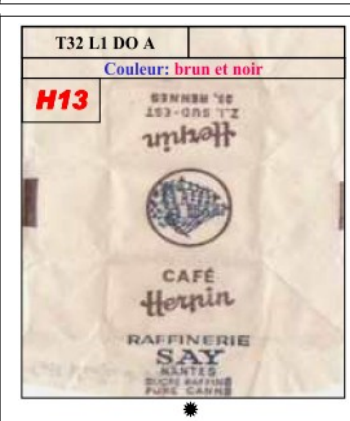 T32 L1 DO A
Couleur: brun et noir
H13
35, RENNES
Z.I. SUD-EST
Herpin
CAFÉ
Herpin
RAFFINERIE
SAY
NANTES
SUCRE RAFFINÉ
PURE CANNE